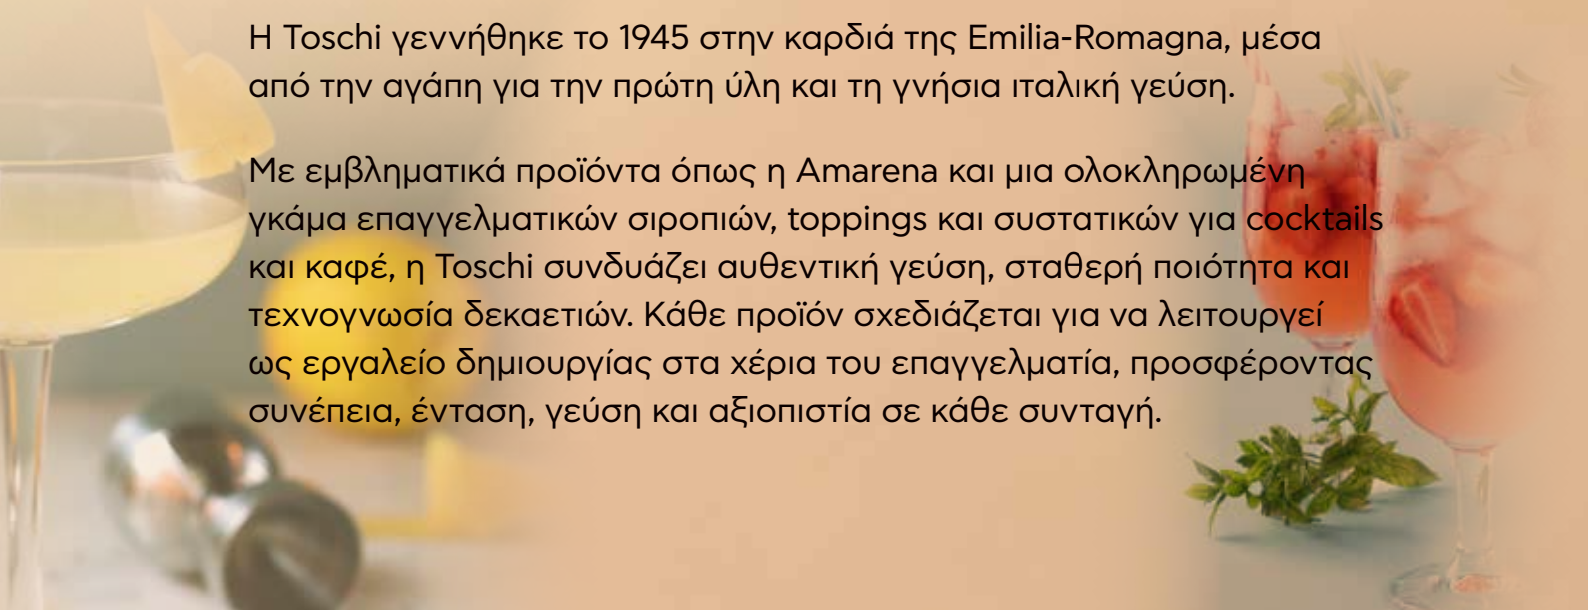 Η Toschi γεννήθηκε το 1945 στην καρδιά της Emilia-Romagna, μέσα
από την αγάπη για την πρώτη ύλη και τη γνήσια ιταλική γεύση.
Με εμβληματικά προϊόντα όπως η Amarena και μια ολοκληρωμένη
γκάμα επαγγελματικών σιροπιών, toppings και συστατικών για cocktails
και καφέ, η Toschi συνδυάζει αυθεντική γεύση, σταθερή ποιότητα και
τεχνογνωσία δεκαετιών. Κάθε προϊόν σχεδιάζεται για να λειτουργεί
ως εργαλείο δημιουργίας στα χέρια του επαγγελματία, προσφέροντας
συνέπεια, ένταση, γεύση και αξιοπιστία σε κάθε συνταγή.